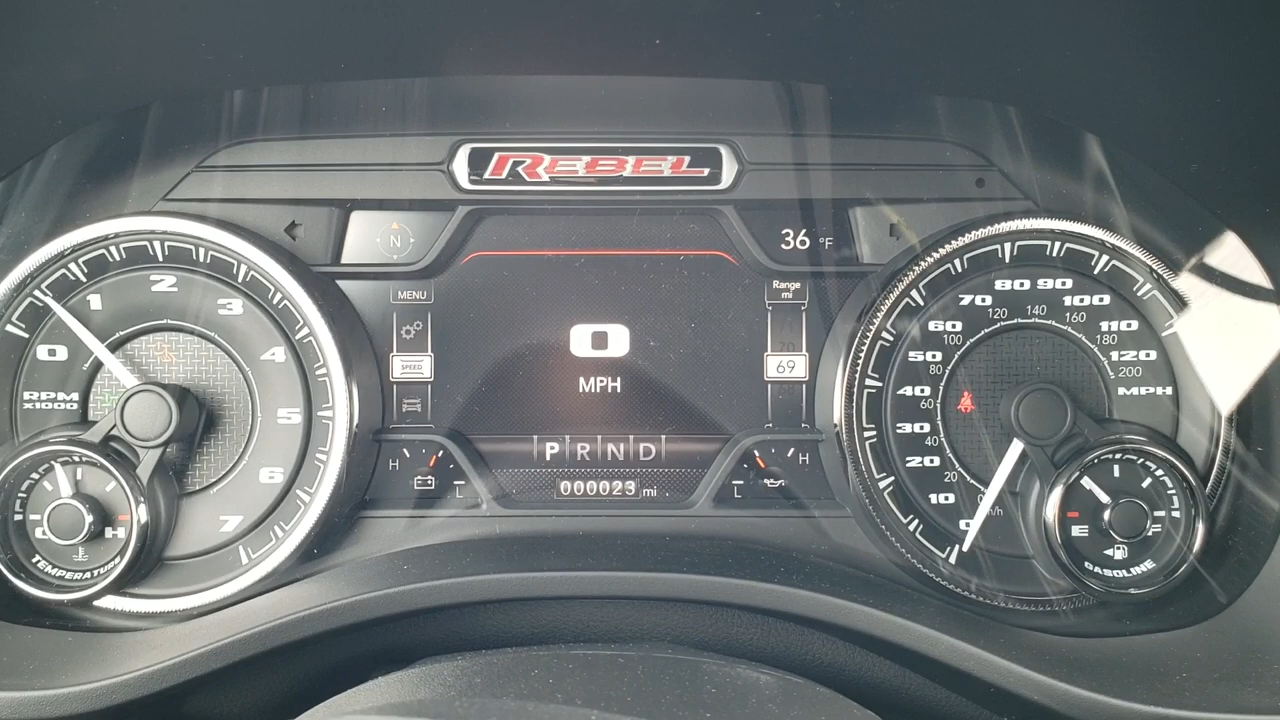 REBEL
N
36 °F
MENU
Range
mi
70
69
SPEED
0
MPH
P R N D
H
L
H
L
000023 mi
0
1
2
3
4
5
6
7
RPM
x1000
C
H
TEMPERATURE
0
10
20
30
40
50
60
70
80
90
100
110
120
MPH
20
40
60
80
100
120
140
160
180
200
E
F
GASOLINE